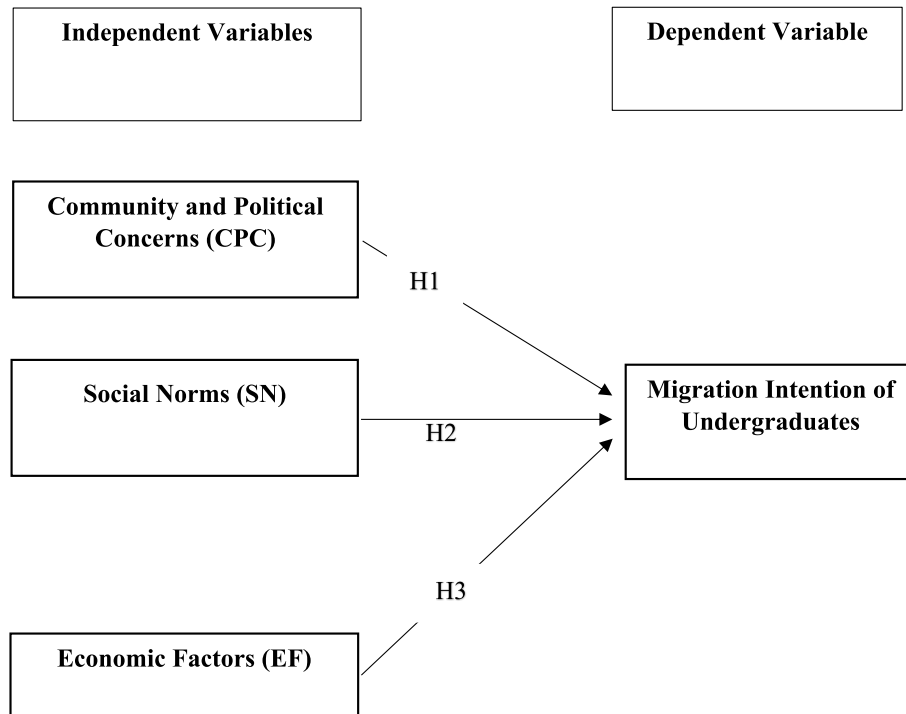 Independent Variables
Dependent Variable
Community and Political
Concerns (CPC)
H1
Social Norms (SN)
H2
Migration Intention of
Undergraduates
H3
Economic Factors (EF)